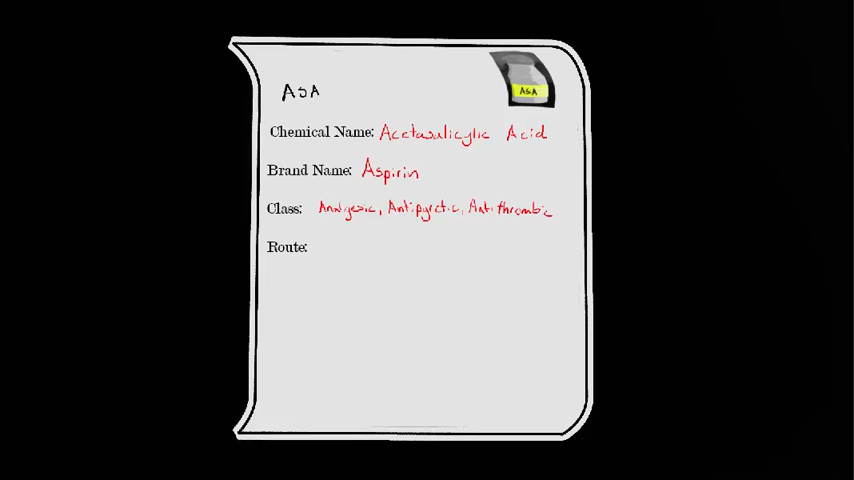 ASA
ASA
Chemical Name: Acetasalicylic Acid
Brand Name: Aspirin
Class: Analgesic, Antipyretic, Antithrombic
Route: